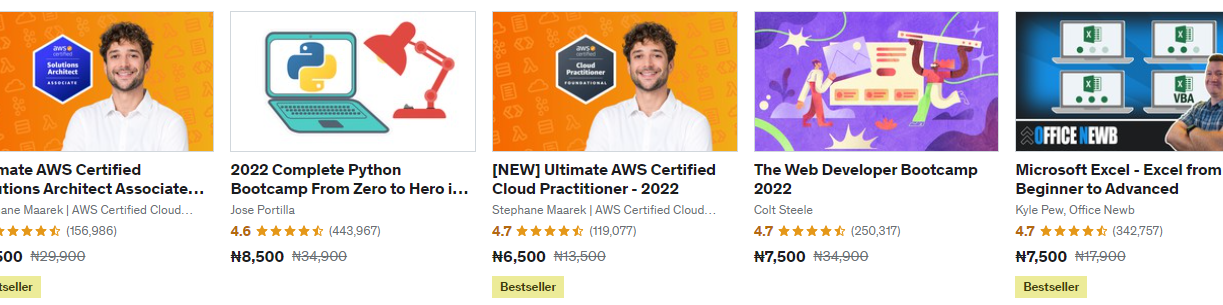 aws
certified
Solutions
Architect
ASSOCIATE
mate AWS Certified
utions Architect Associate...
ane Maarek | AWS Certified Cloud...
(156,986)
500 ₦29,900
tseller
2022 Complete Python
Bootcamp From Zero to Hero i...
Jose Portilla
4.6 (443,967)
₦8,500 ₦34,900
aws
certified
Cloud
Practitioner
FOUNDATIONAL
[NEW] Ultimate AWS Certified
Cloud Practitioner - 2022
Stephane Maarek | AWS Certified Cloud...
4.7 (119,077)
₦6,500 ₦13,500
Bestseller
The Web Developer Bootcamp
2022
Colt Steele
4.7 (250,317)
₦7,500 ₦34,900
VBA
OFFICE NEWB
Microsoft Excel - Excel from
Beginner to Advanced
Kyle Pew, Office Newb
4.7 (342,757)
₦7,500 ₦17,900
Bestseller